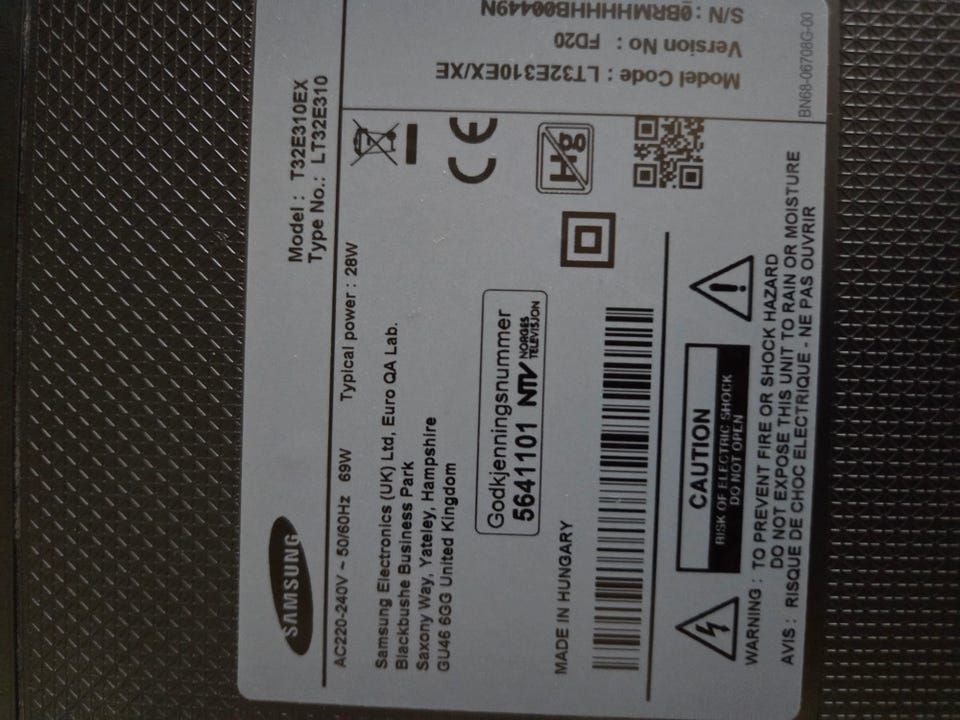 SAMSUNG
Model : T32E310EX
Type No.: LT32E310
AC220-240V ~ 50/60Hz 69W Typical power : 28W
Samsung Electronics (UK) Ltd, Euro QA Lab.
Blackbushe Business Park
Saxony Way, Yateley, Hampshire
GU46 6GG United Kingdom
Godkjenningsnummer
5641101 NTV NORGES
TELEVISJON
CE
Hg
MADE IN HUNGARY
CAUTION
RISK OF ELECTRIC SHOCK
DO NOT OPEN
WARNING : TO PREVENT FIRE OR SHOCK HAZARD
DO NOT EXPOSE THIS UNIT TO RAIN OR MOISTURE
AVIS : RISQUE DE CHOC ELECTRIQUE - NE PAS OUVRIR
Model Code : LT32E310EX/XE
Version No : FD20
S/N : 0BRMHHHHB00449N
BN68-06708G-00